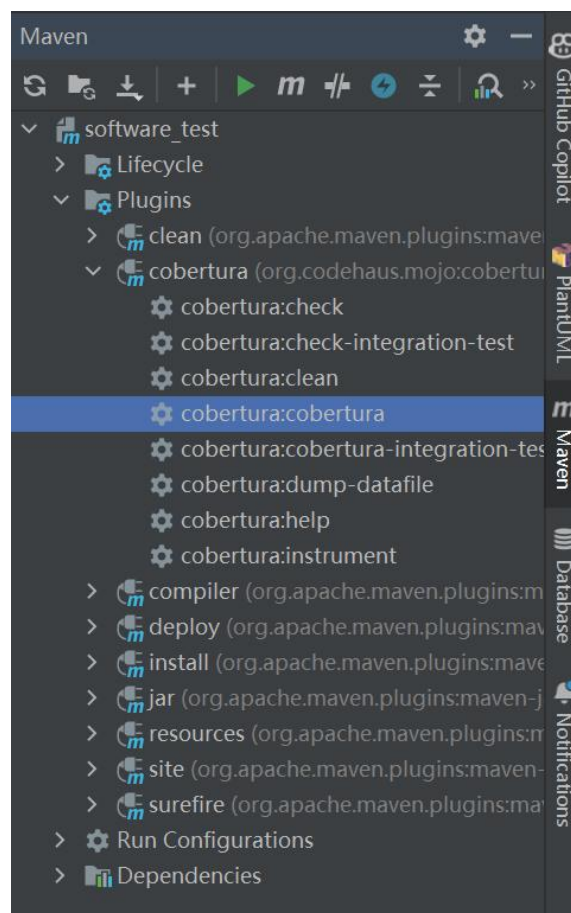 Maven
software_test
Lifecycle
Plugins
clean (org.apache.maven.plugins:mave
cobertura (org.codehaus.mojo:cobertu
cobertura:check
cobertura:check-integration-test
cobertura:clean
cobertura:cobertura
cobertura:cobertura-integration-tes
cobertura:dump-datafile
cobertura:help
cobertura:instrument
compiler (org.apache.maven.plugins:m
deploy (org.apache.maven.plugins:mav
install (org.apache.maven.plugins:mave
jar (org.apache.maven.plugins:maven-j
resources (org.apache.maven.plugins:m
site (org.apache.maven.plugins:maven-
surefire (org.apache.maven.plugins:ma
Run Configurations
Dependencies
GitHub Copilot
PlantUML
Maven
Database
Notifications